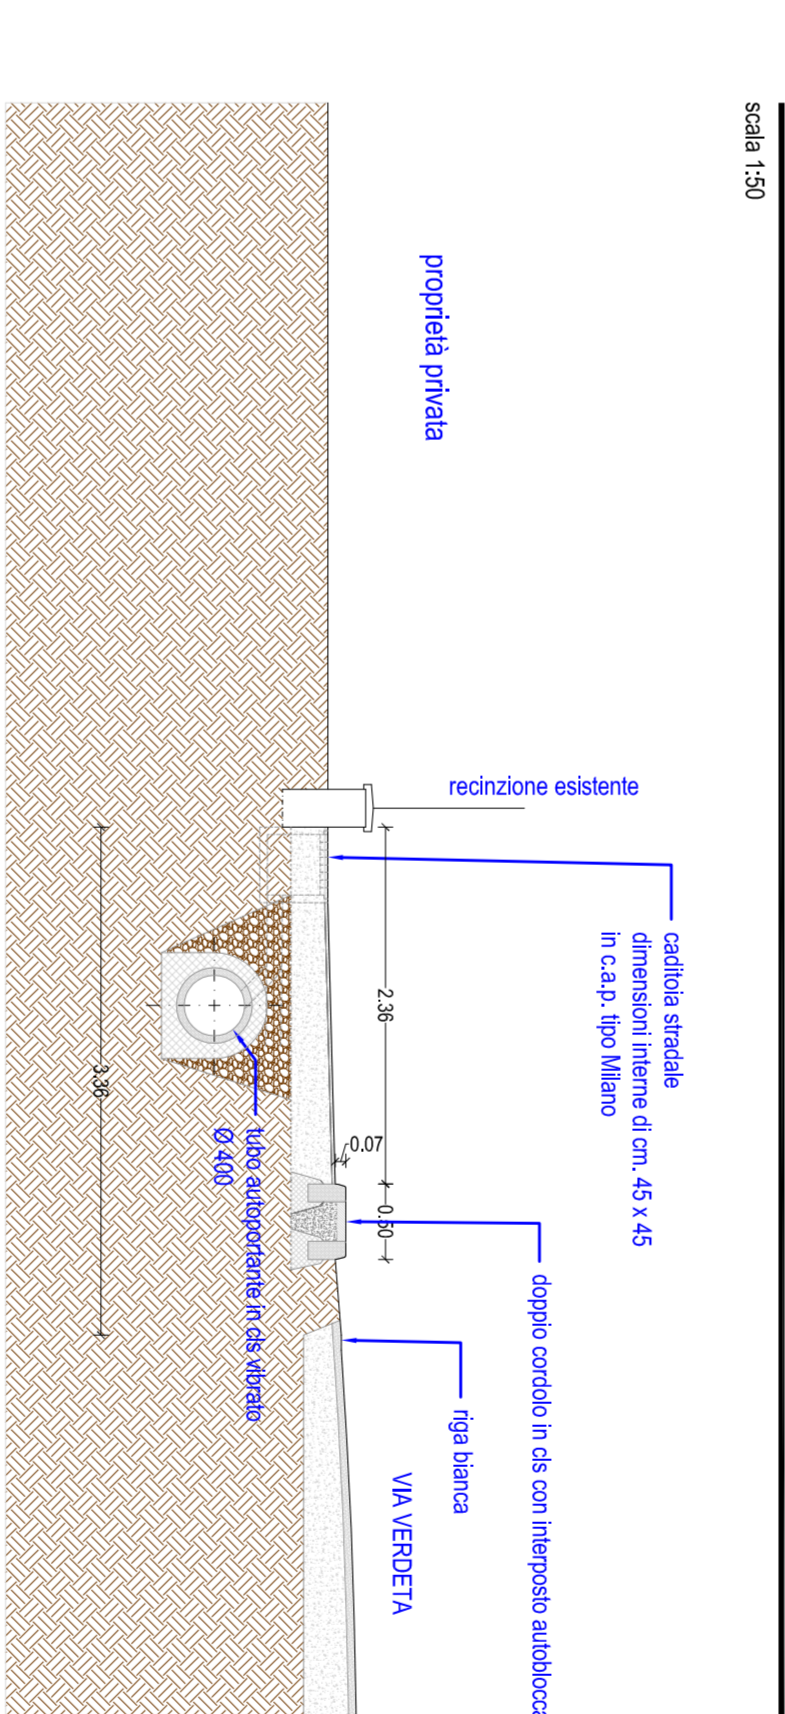 scala 1:50
proprietà privata
recinzione esistente
caditoia stradale
dimensioni interne di cm. 45 x 45
in c.a.p. tipo Milano
2.36
0.07
0.50
3.36
tubo autoportante in cls vibrato
Ø 400
doppio cordolo in cls con interposto autoblocca
riga bianca
VIA VERDETA